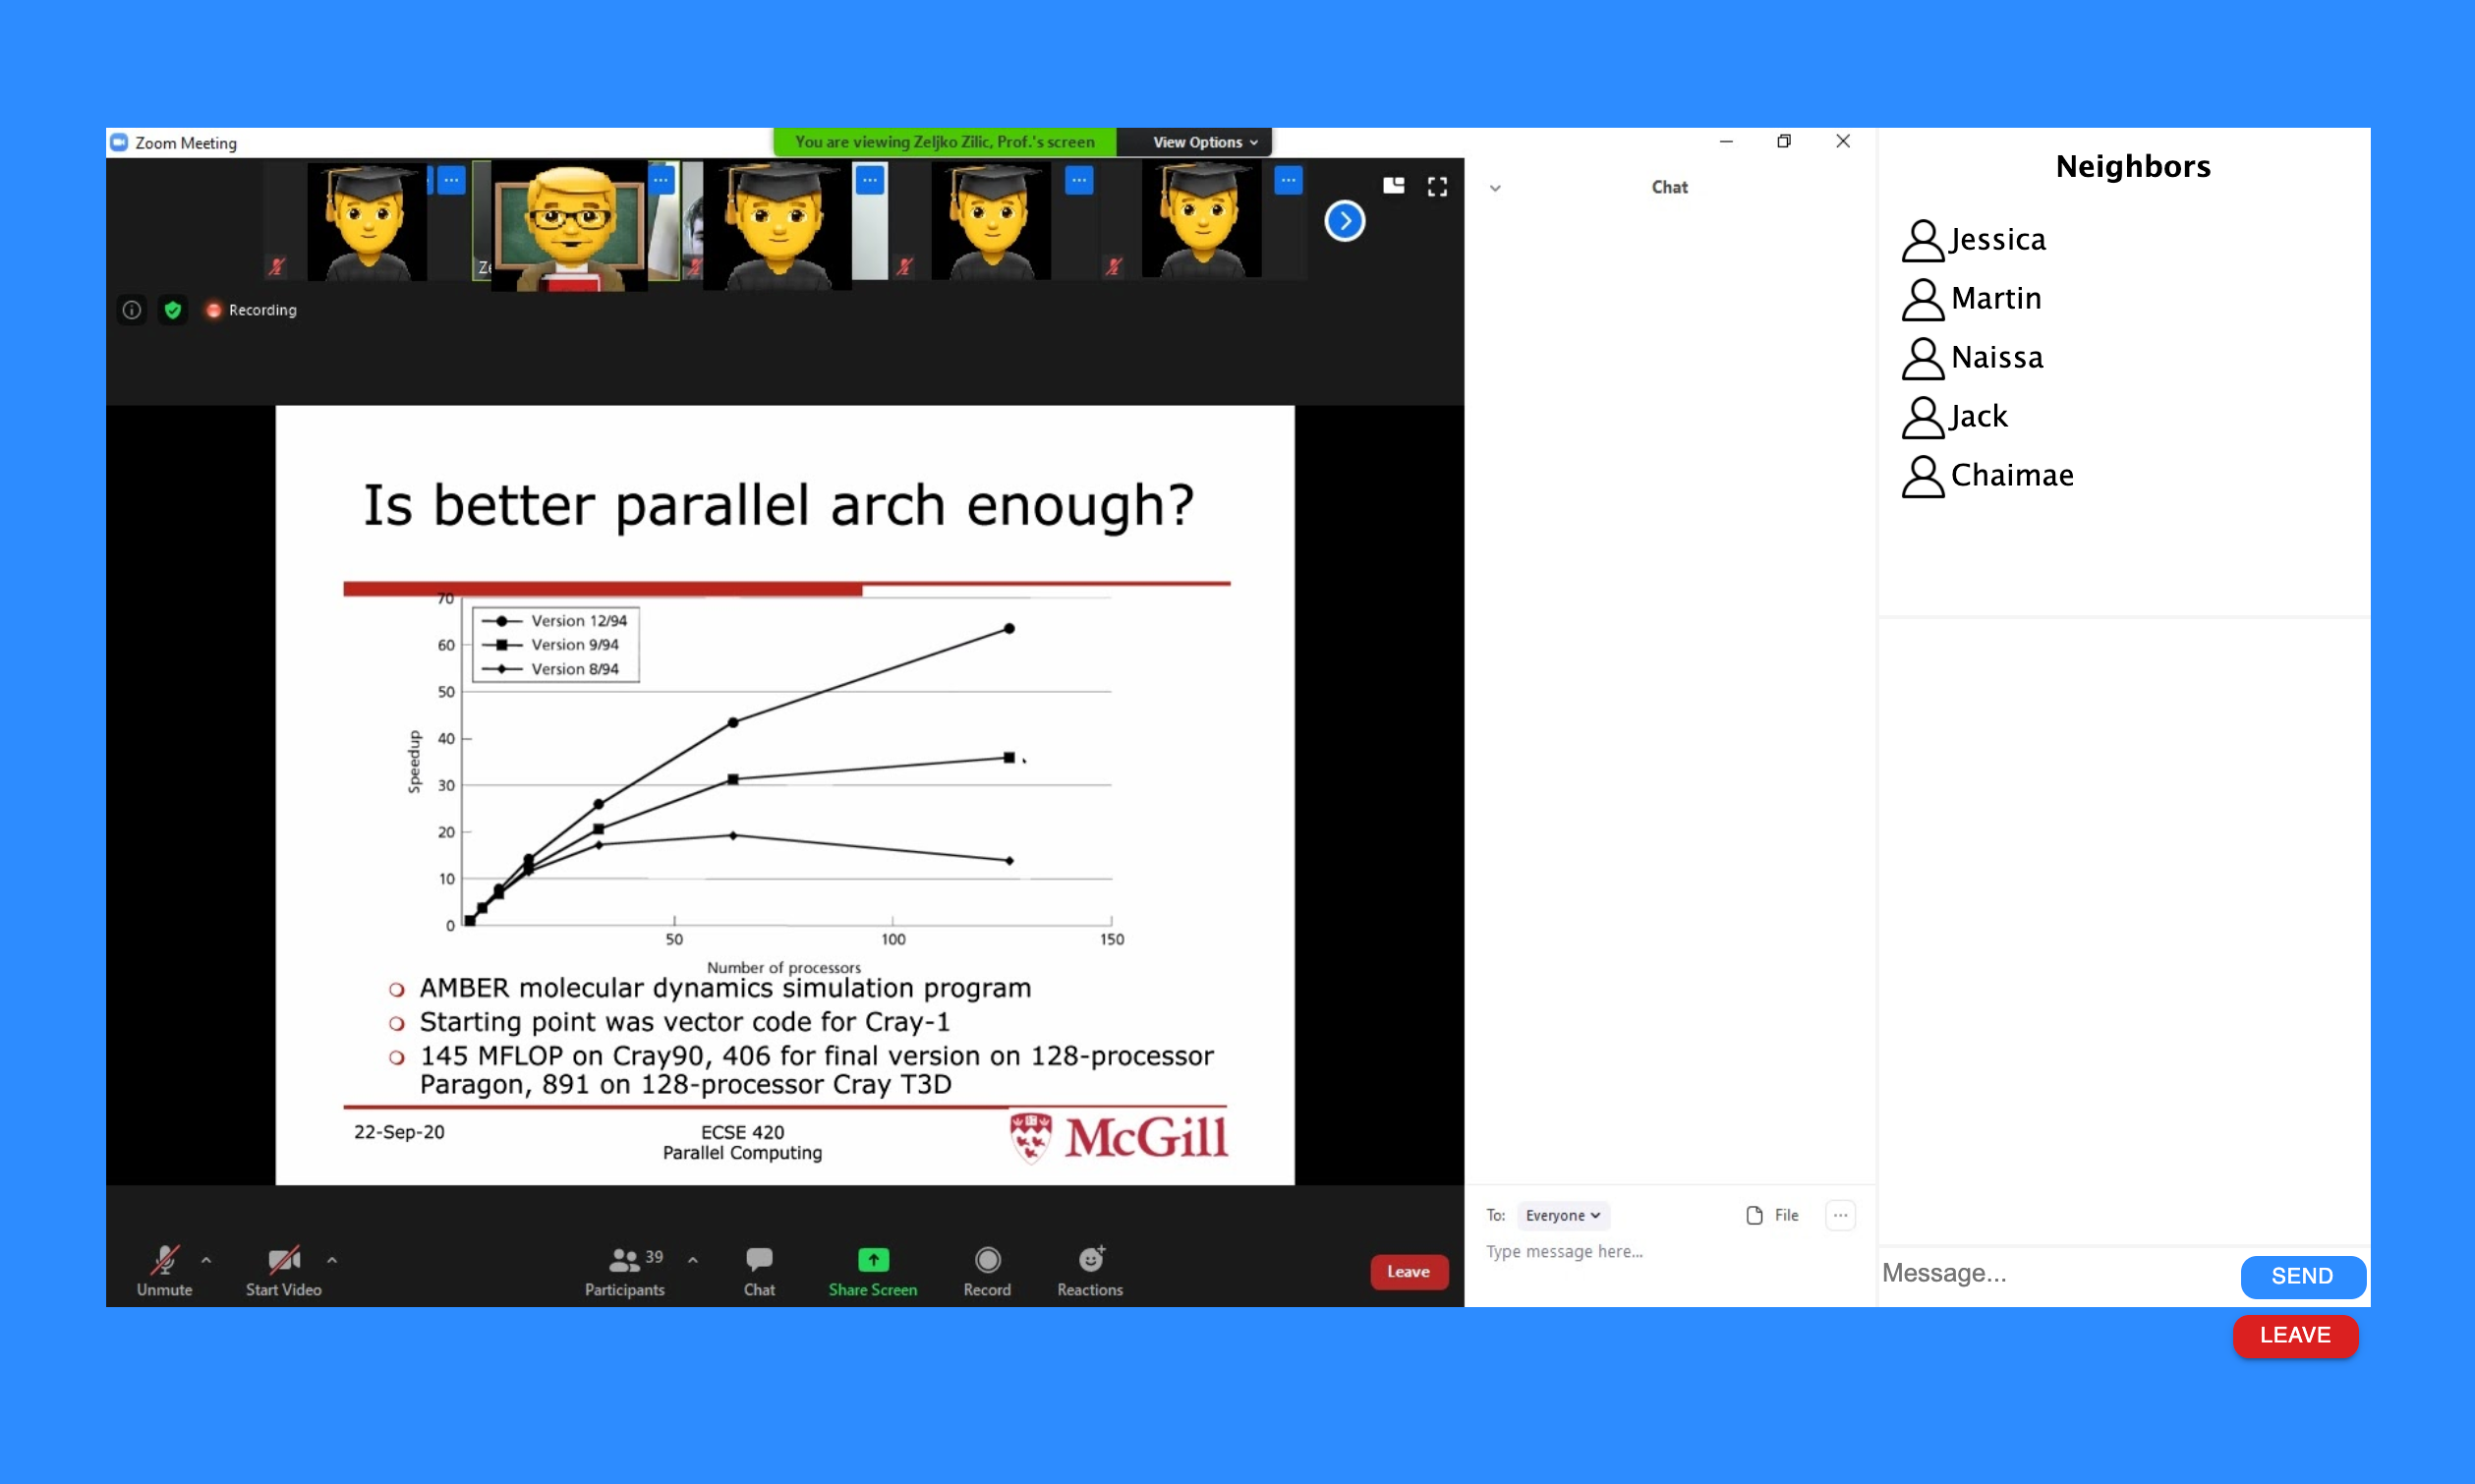 Zoom Meeting
You are viewing Zeljko Zilic, Prof.'s screen
View Options
Recording
Is better parallel arch enough?
70
60
50
40
30
20
10
0
Speedup
Version 12/94
Version 9/94
Version 8/94
50
100
150
Number of processors
AMBER molecular dynamics simulation program
Starting point was vector code for Cray-1
145 MFLOP on Cray90, 406 for final version on 128-processor
Paragon, 891 on 128-processor Cray T3D
22-Sep-20
ECSE 420
Parallel Computing
McGill
Unmute
Start Video
39
Participants
Chat
Share Screen
Record
Reactions
Leave
Chat
To: Everyone
File
Type message here...
Neighbors
Jessica
Martin
Naissa
Jack
Chaimae
Message...
SEND
LEAVE